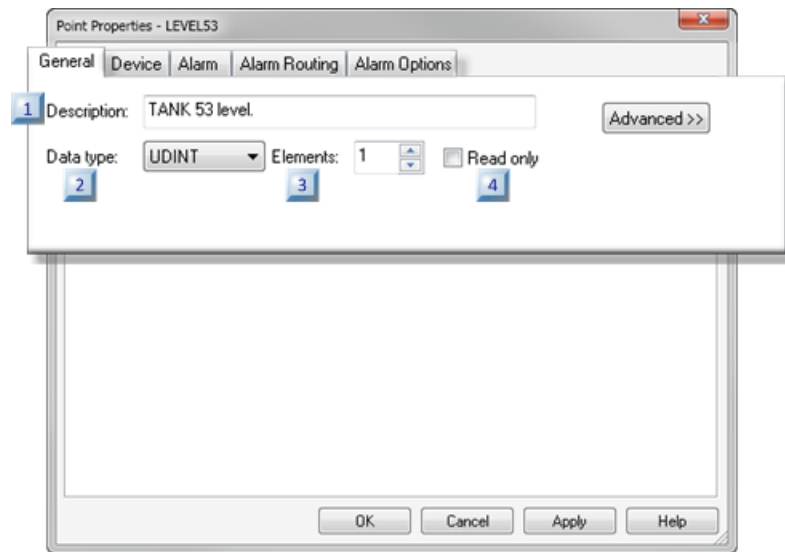 Point Properties - LEVEL53
General Device Alarm Alarm Routing Alarm Options
1 Description: TANK 53 level. Advanced >>
Data type: UDINT Elements: 1 Read only
2 3 4
OK Cancel Apply Help